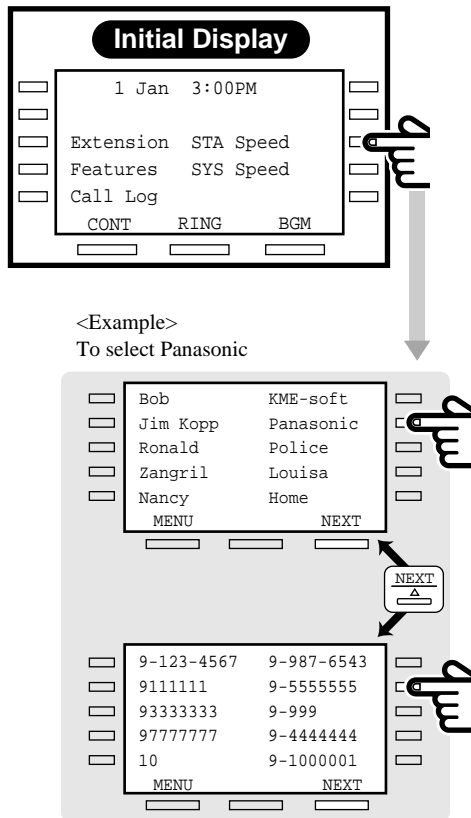 Initial Display
1 Jan 3:00PM
Extension STA Speed
Features SYS Speed
Call Log
CONT RING BGM
<Example>
To select Panasonic
Bob KME-soft
Jim Kopp Panasonic
Ronald Police
Zangril Louisa
Nancy Home
MENU NEXT
NEXT
9-123-4567 9-987-6543
9111111 9-5555555
93333333 9-999
97777777 9-4444444
10 9-1000001
MENU NEXT